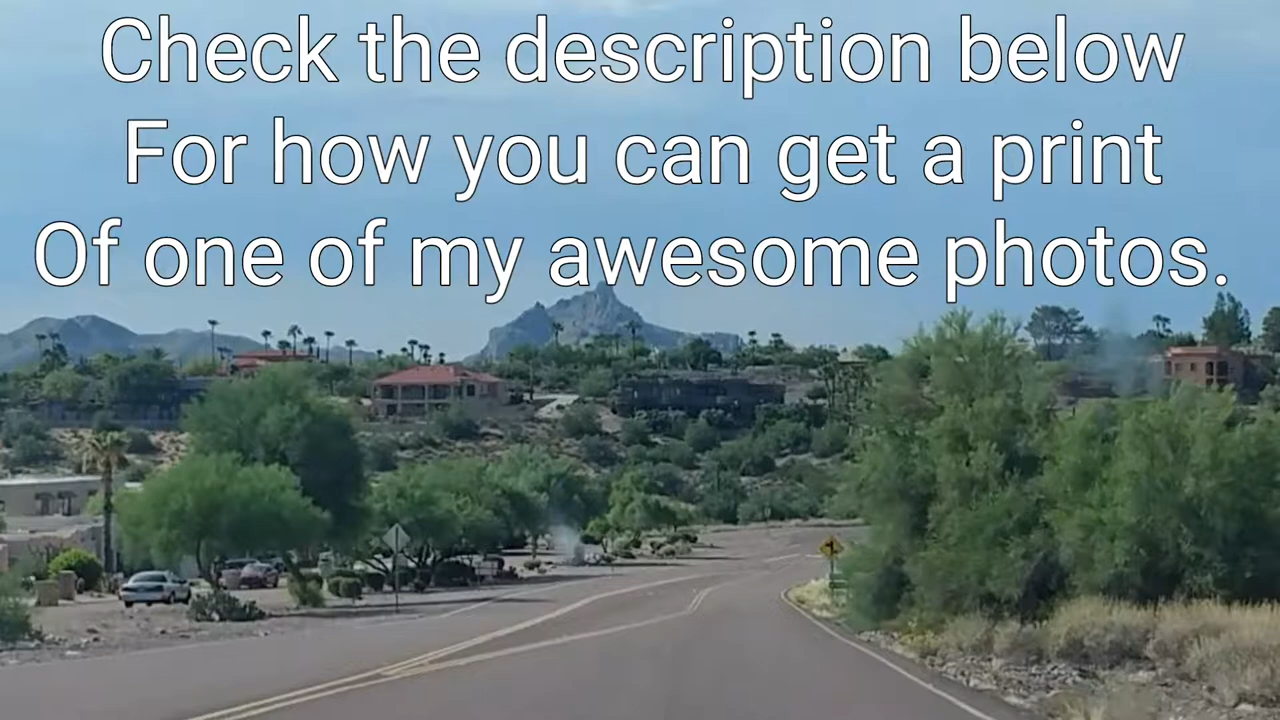 Check the description below
For how you can get a print
Of one of my awesome photos.